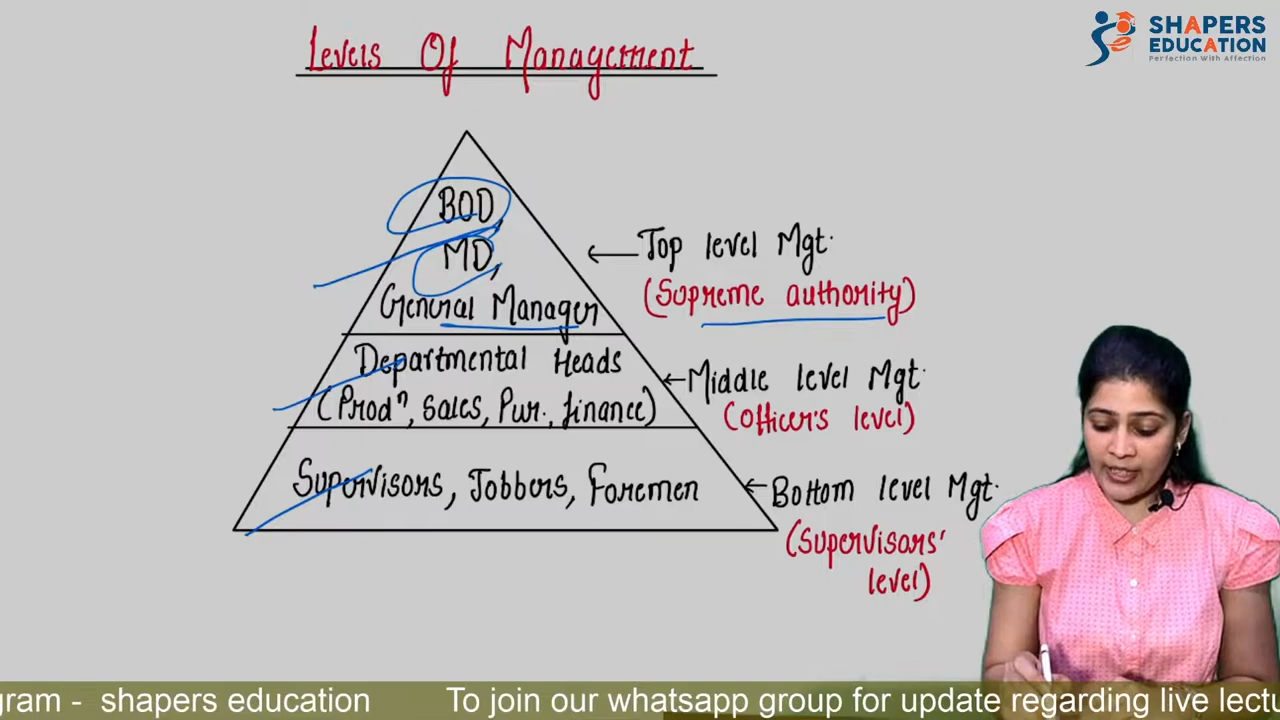 Levels Of Management
SHAPERS
EDUCATION
Perfection With Affection
BOD,
MD,
General Manager
Top level Mgt.
(Supreme authority)
Departmental Heads
(Prodⁿ, Sales, Pur., finance)
Middle level Mgt.
(Officer's level)
Supervisors, Jobbers, Foremen
Bottom level Mgt.
(Supervisors'
level)
gram - shapers education To join our whatsapp group for update regarding live lectu